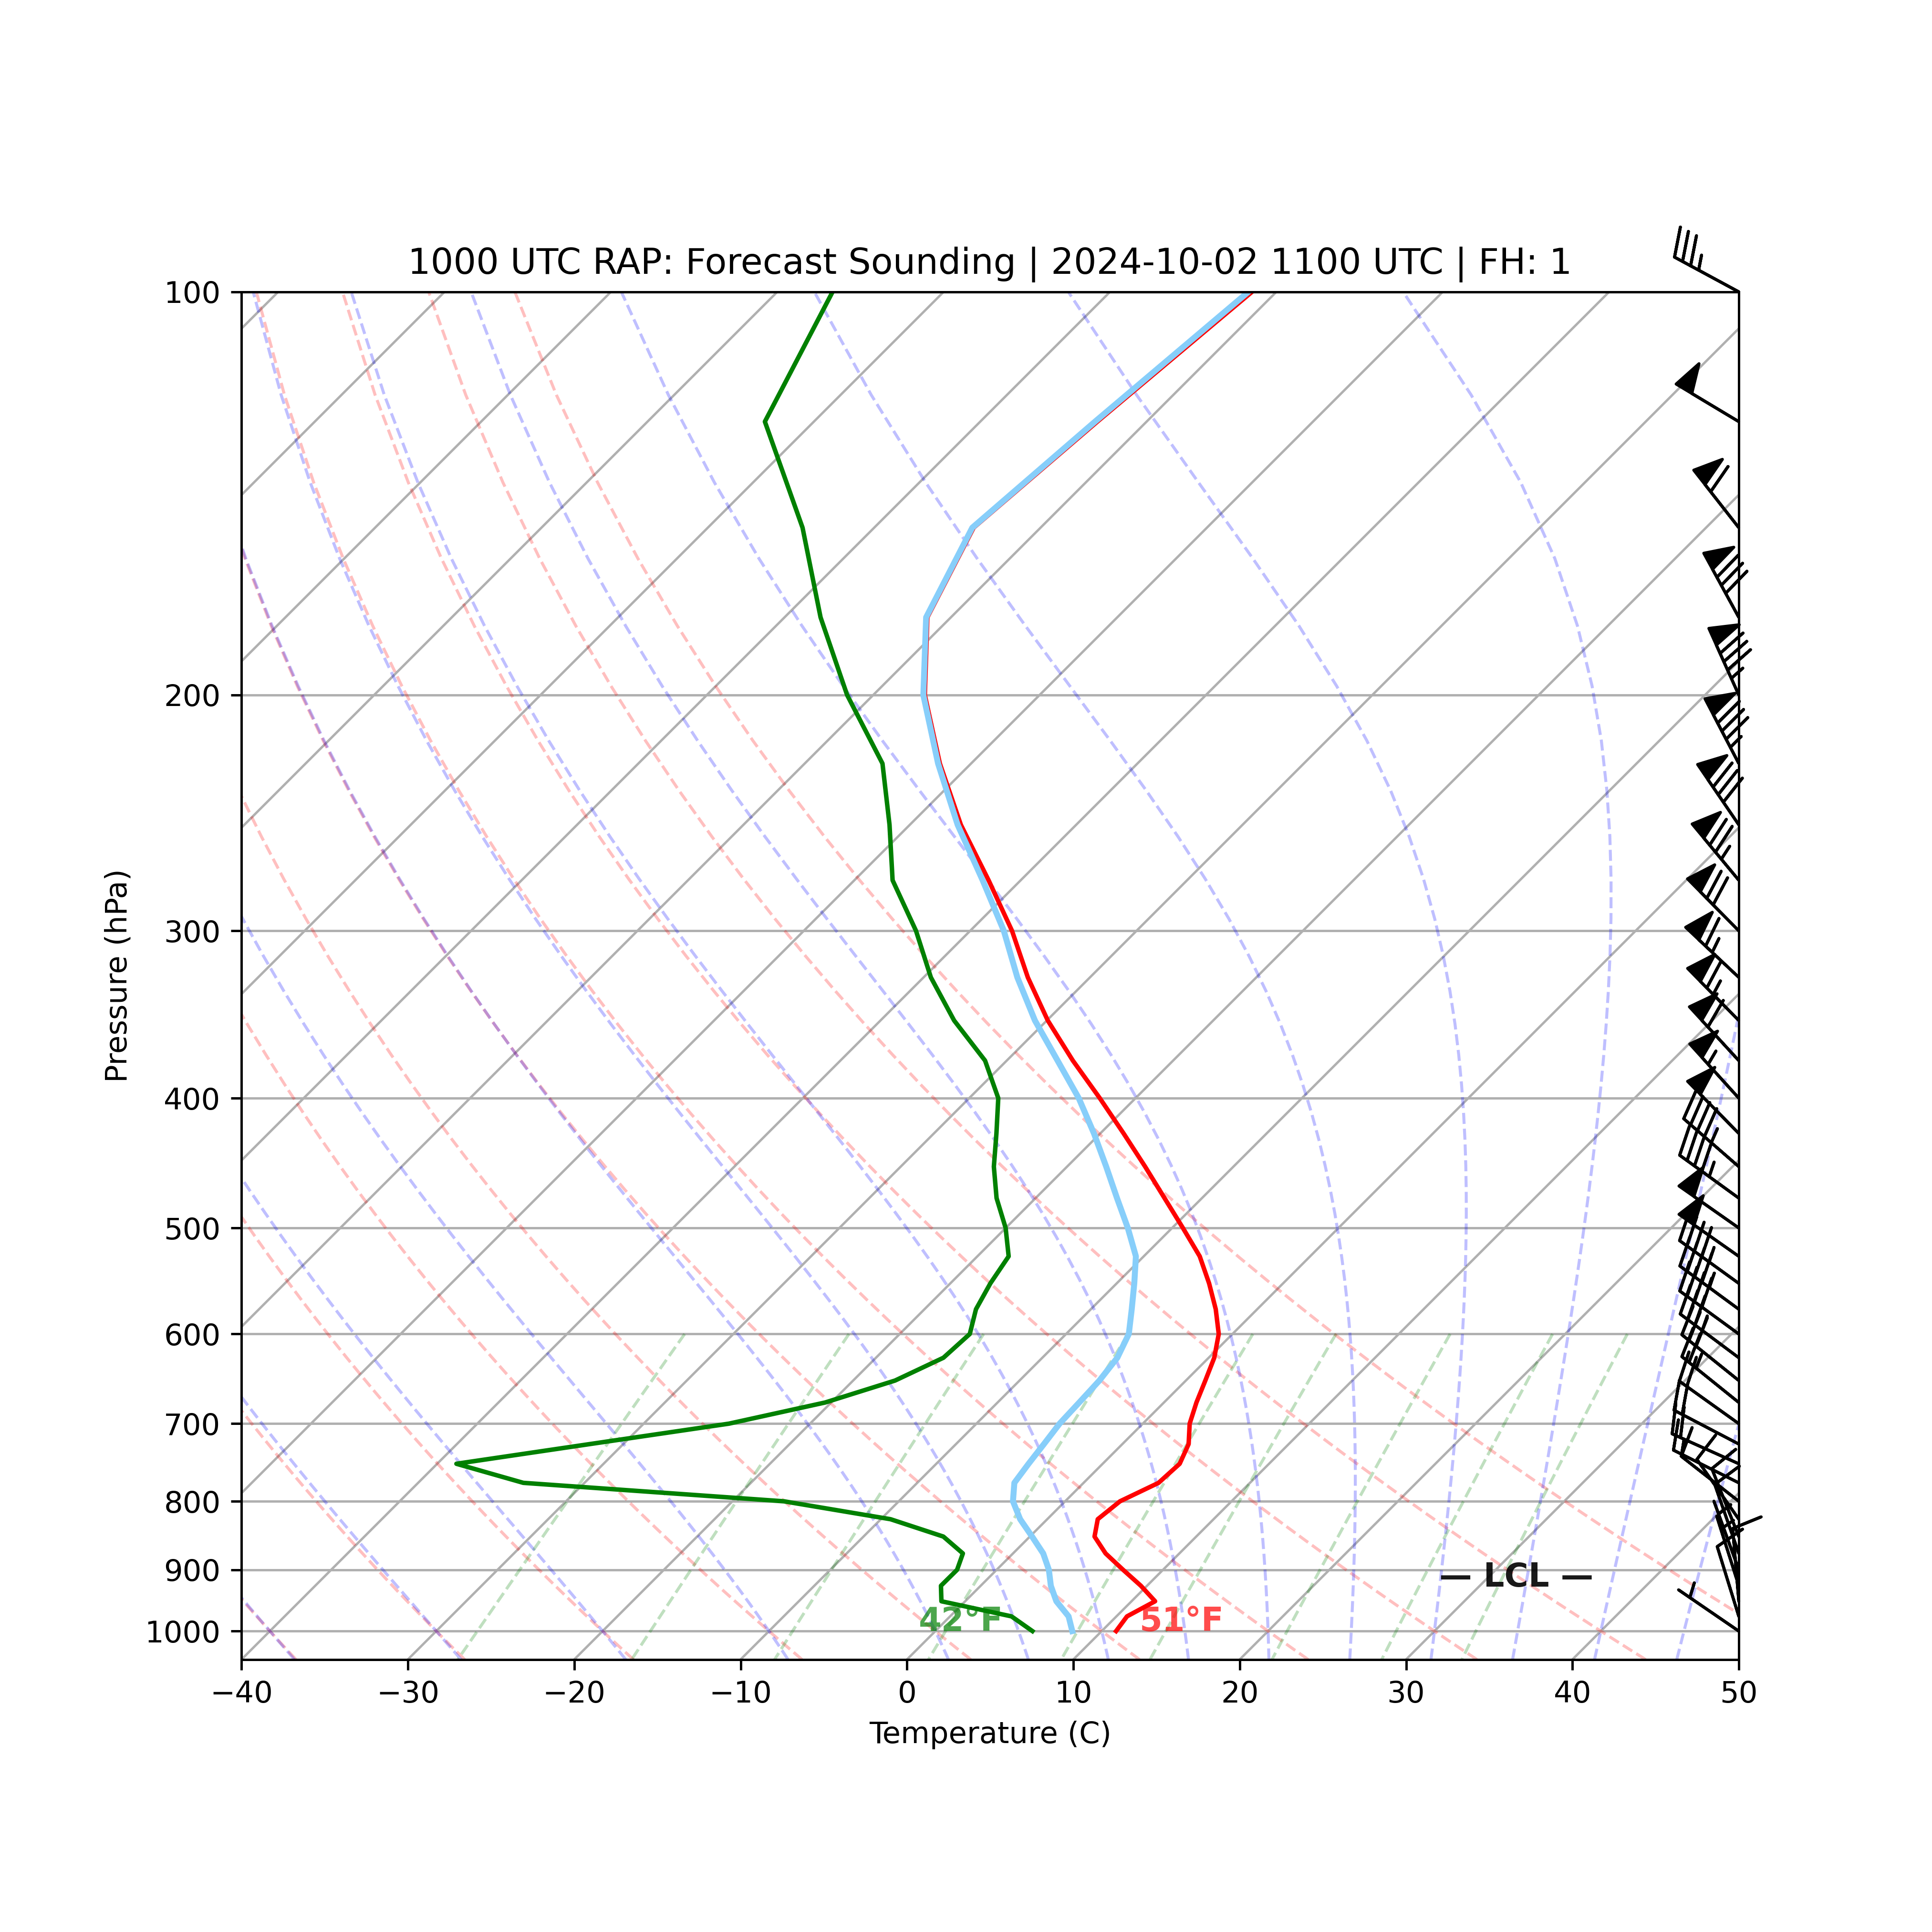 1000 UTC RAP: Forecast Sounding | 2024-10-02 1100 UTC | FH: 1
100
200
300
400
500
600
700
800
900
1000
Pressure (hPa)
— LCL —
42°F
51°F
−40 −30 −20 −10 0 10 20 30 40 50
Temperature (C)